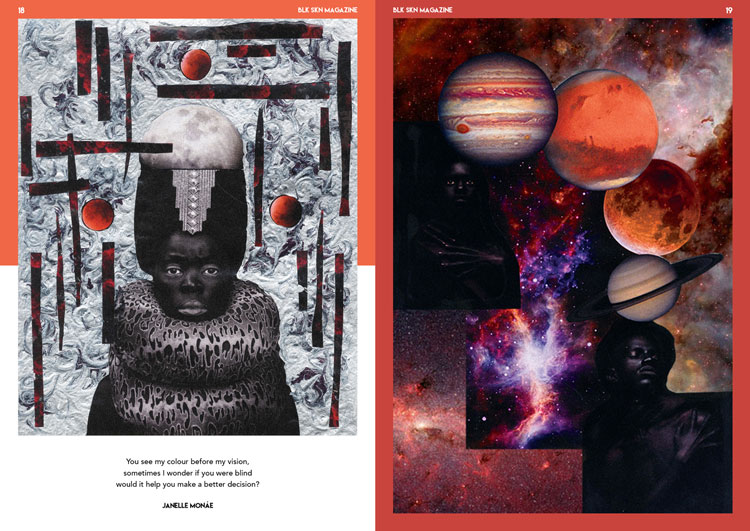 18
BLK SKN MAGAZINE
BLK SKN MAGAZINE
19
You see my colour before my vision,
sometimes I wonder if you were blind
would it help you make a better decision?
JANELLE MONÁE